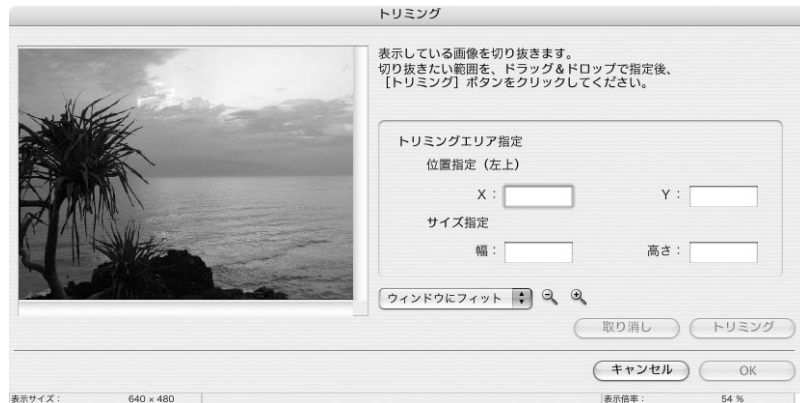 トリミング
表示している画像を切り抜きます。
切り抜きたい範囲を、ドラッグ＆ドロップで指定後、
［トリミング］ボタンをクリックしてください。
トリミングエリア指定
位置指定（左上）
X： Y：
サイズ指定
幅： 高さ：
ウィンドウにフィット
取り消し トリミング
キャンセル OK
表示サイズ： 640 × 480 表示倍率： 54 %